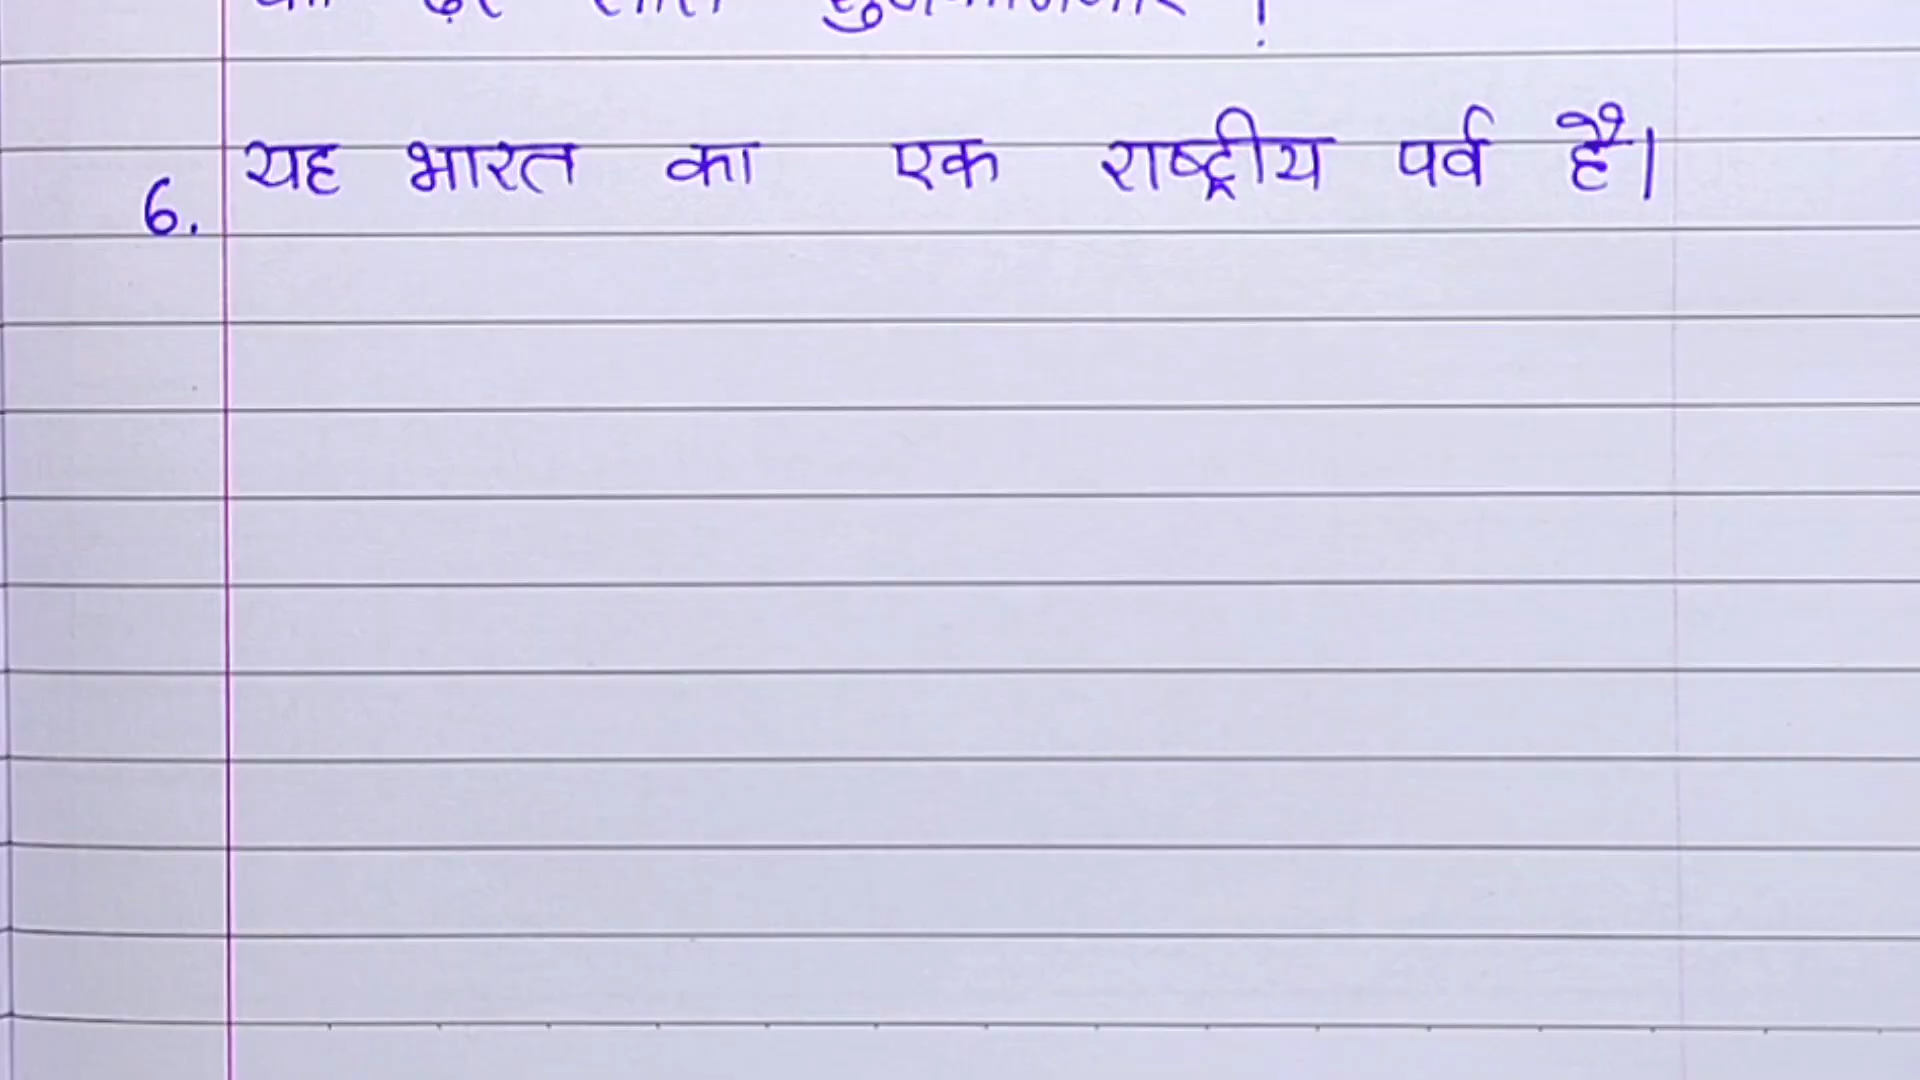 6. यह भारत का एक राष्ट्रीय पर्व है।